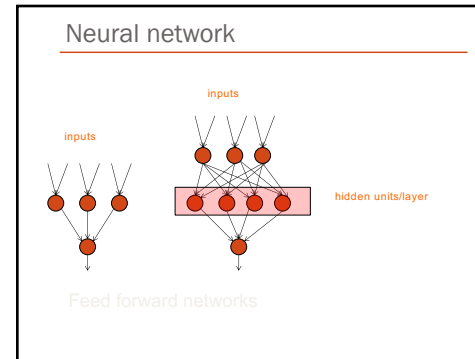 Neural network
inputs
inputs
hidden units/layer
Feed forward networks